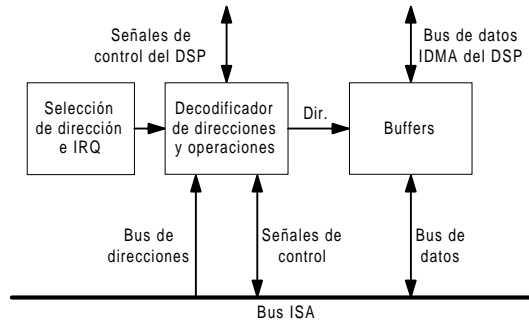 Señales de
control del DSP
Bus de datos
IDMA del DSP
Selección
de dirección
e IRQ
Decodificador
de direcciones
y operaciones
Dir.
Buffers
Bus de
direcciones
Señales de
control
Bus de
datos
Bus ISA